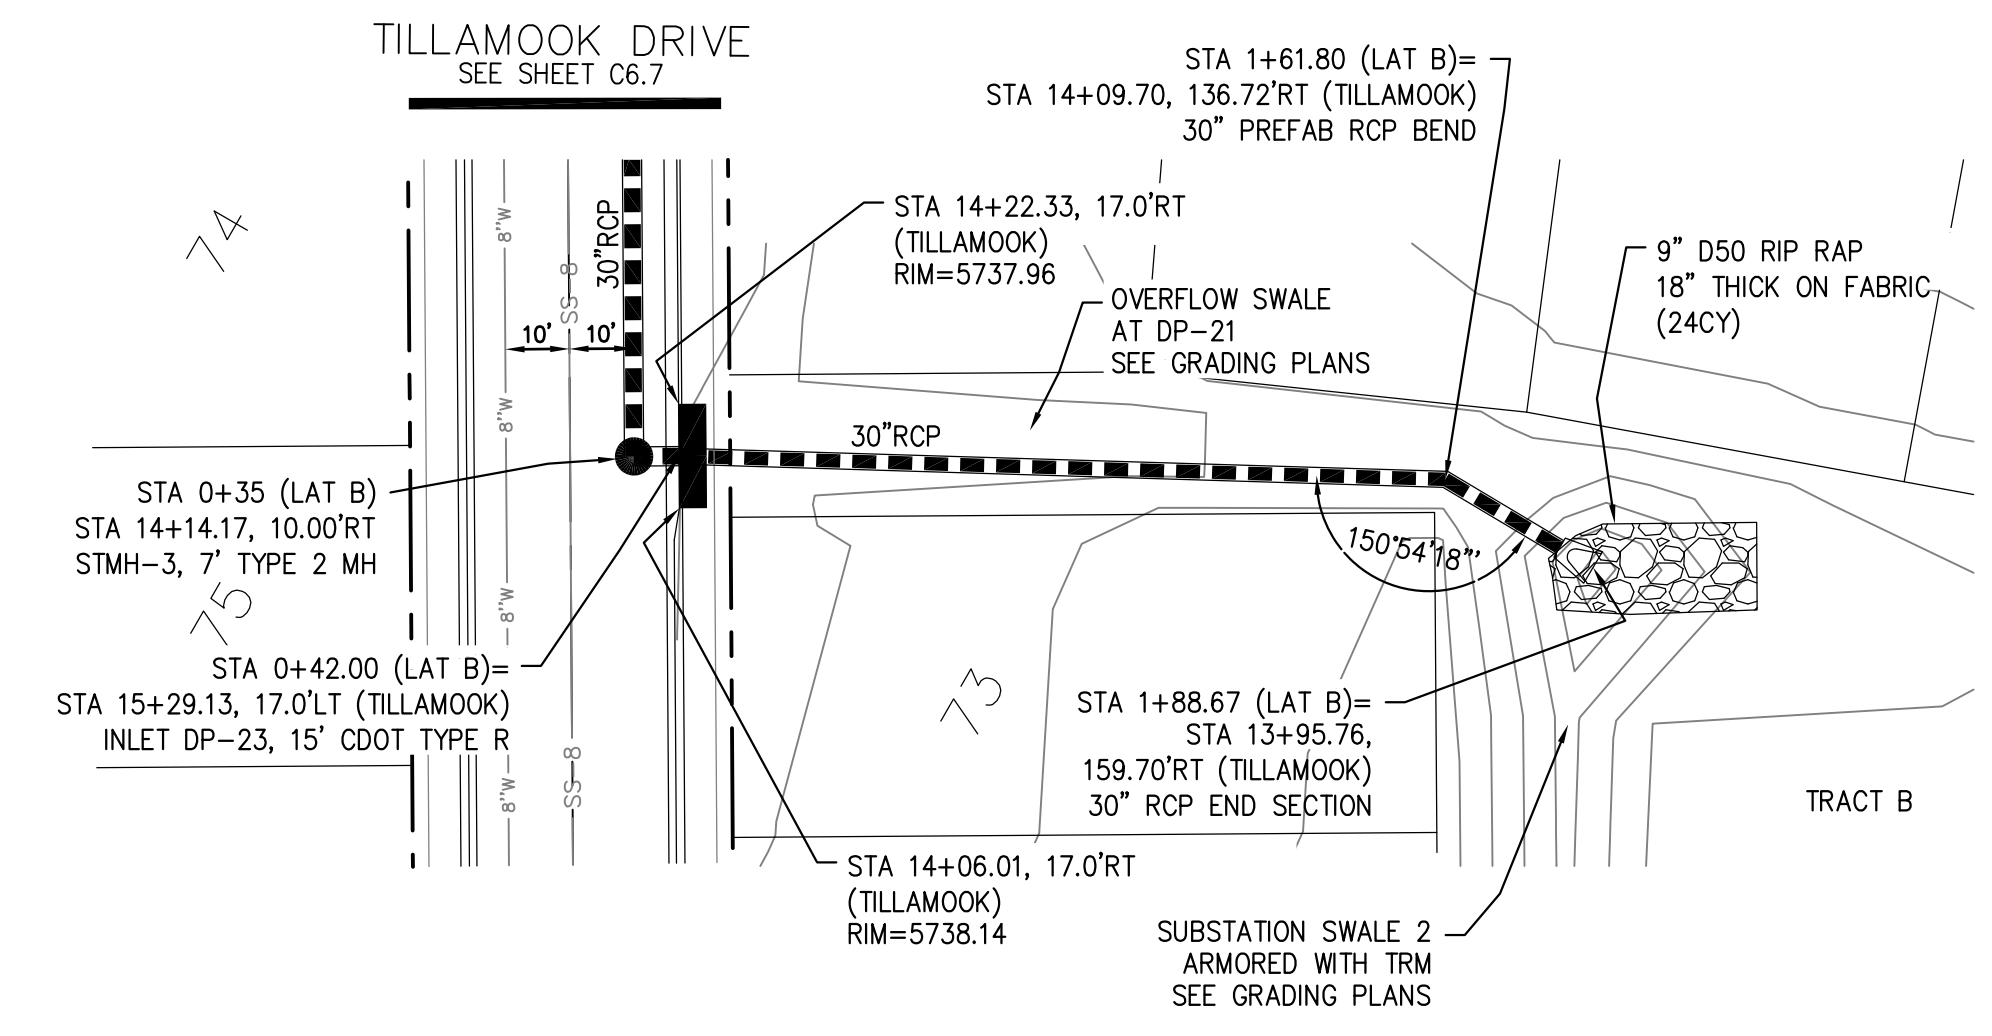 TILLAMOOK DRIVE
SEE SHEET C6.7
STA 1+61.80 (LAT B)=
STA 14+09.70, 136.72'RT (TILLAMOOK)
30" PREFAB RCP BEND
74
8"W
SS 8
30"RCP
STA 14+22.33, 17.0'RT
(TILLAMOOK)
RIM=5737.96
9" D50 RIP RAP
18" THICK ON FABRIC
(24CY)
OVERFLOW SWALE
AT DP-21
SEE GRADING PLANS
10'
10'
8"W
30"RCP
STA 0+35 (LAT B)
STA 14+14.17, 10.00'RT
STMH-3, 7' TYPE 2 MH
150°54'18"
75
8"W
STA 0+42.00 (LAT B)=
STA 15+29.13, 17.0'LT (TILLAMOOK)
INLET DP-23, 15' CDOT TYPE R
73
STA 1+88.67 (LAT B)=
STA 13+95.76,
159.70'RT (TILLAMOOK)
30" RCP END SECTION
8"W
SS 8
TRACT B
STA 14+06.01, 17.0'RT
(TILLAMOOK)
RIM=5738.14
SUBSTATION SWALE 2
ARMORED WITH TRM
SEE GRADING PLANS